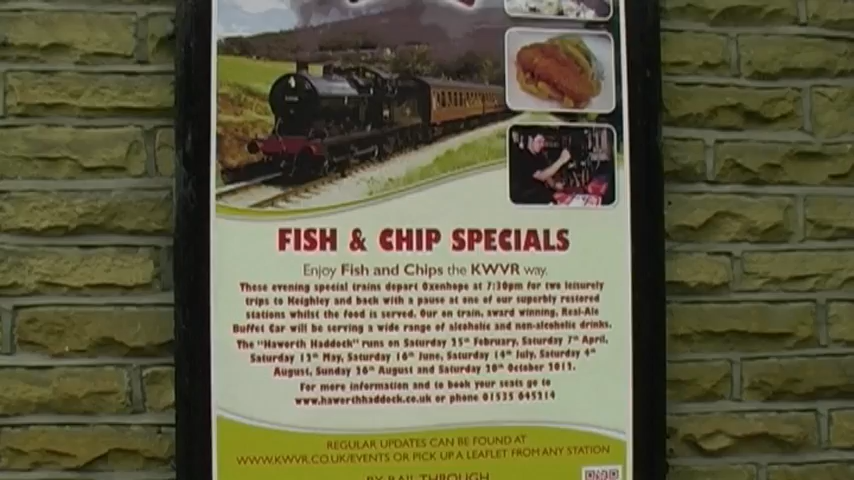 FISH & CHIP SPECIALS
Enjoy Fish and Chips the KWVR way.
These evening special trains depart Oxenhope at 7:30pm for two leisurely
trips to Keighley and back with a pause at one of our superbly restored
stations whilst the food is served. Our on train, award winning, Real-Ale
Buffet Car will be serving a wide range of alcoholic and non-alcoholic drinks.
The "Haworth Haddock" runs on Saturday 25th February, Saturday 7th April,
Saturday 12th May, Saturday 16th June, Saturday 14th July, Saturday 4th
August, Sunday 26th August and Saturday 20th October 2012.
For more information and to book your seats go to
www.haworthhaddock.co.uk or phone 01535 645214
REGULAR UPDATES CAN BE FOUND AT
WWW.KWVR.CO.UK/EVENTS OR PICK UP A LEAFLET FROM ANY STATION
BY RAIL THROUGH